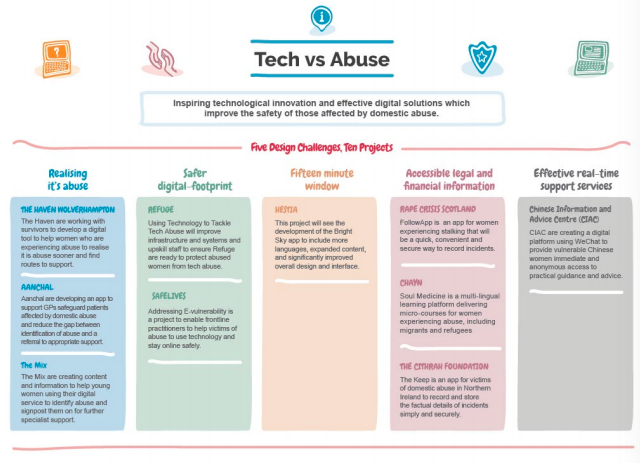 i
?
Tech vs Abuse
Inspiring technological innovation and effective digital solutions which
improve the safety of those affected by domestic abuse.
Five Design Challenges, Ten Projects
Realising
it's abuse
THE HAVEN WOLVERHAMPTON
The Haven are working with
survivors to develop a digital
tool to help women who are
experiencing abuse to realise
it is abuse sooner and find
routes to support.
AANCHAL
Aanchal are developing an app to
support GPs safeguard patients
affected by domestic abuse
and reduce the gap between
identification of abuse and a
referral to appropriate support.
The Mix
The Mix are creating content
and information to help young
women using their digital
service to identify abuse and
signpost them on for further
specialist support.
Safer
digital-footprint
REFUGE
Using Technology to Tackle
Tech Abuse will improve
infrastructure and systems and
upskill staff to ensure Refuge
are ready to protect abused
women from tech abuse.
SAFELIVES
Addressing E-vulnerability is
a project to enable frontline
practitioners to help victims of
abuse to use technology and
stay online safely.
Fifteen minute
window
HESTIA
This project will see the
development of the Bright
Sky app to include more
languages, expanded content,
and significantly improved
overall design and interface.
Accessible legal and
financial information
RAPE CRISIS SCOTLAND
FollowApp is an app for women
experiencing stalking that will
be a quick, convenient and
secure way to record incidents.
CHAYN
Soul Medicine is a multi-lingual
learning platform delivering
micro-courses for women
experiencing abuse, including
migrants and refugees
THE CITHRAH FOUNDATION
The Keep is an app for victims
of domestic abuse in Northern
Ireland to record and store
the factual details of incidents
simply and securely.
Effective real-time
support services
Chinese Information and
Advice Centre (CIAC)
CIAC are creating a digital
platform using WeChat to
provide vulnerable Chinese
women immediate and
anonymous access to
practical guidance and advice.